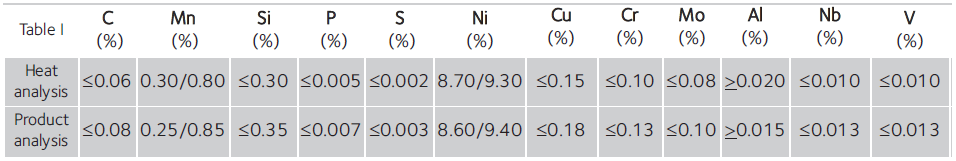 Table I C Mn Si P S Ni Cu Cr Mo Al Nb V
(%) (%) (%) (%) (%) (%) (%) (%) (%) (%) (%) (%)
Heat analysis ≤0.06 0.30/0.80 ≤0.30 ≤0.005 ≤0.002 8.70/9.30 ≤0.15 ≤0.10 ≤0.08 ≥0.020 ≤0.010 ≤0.010
Product analysis ≤0.08 0.25/0.85 ≤0.35 ≤0.007 ≤0.003 8.60/9.40 ≤0.18 ≤0.13 ≤0.10 ≥0.015 ≤0.013 ≤0.013